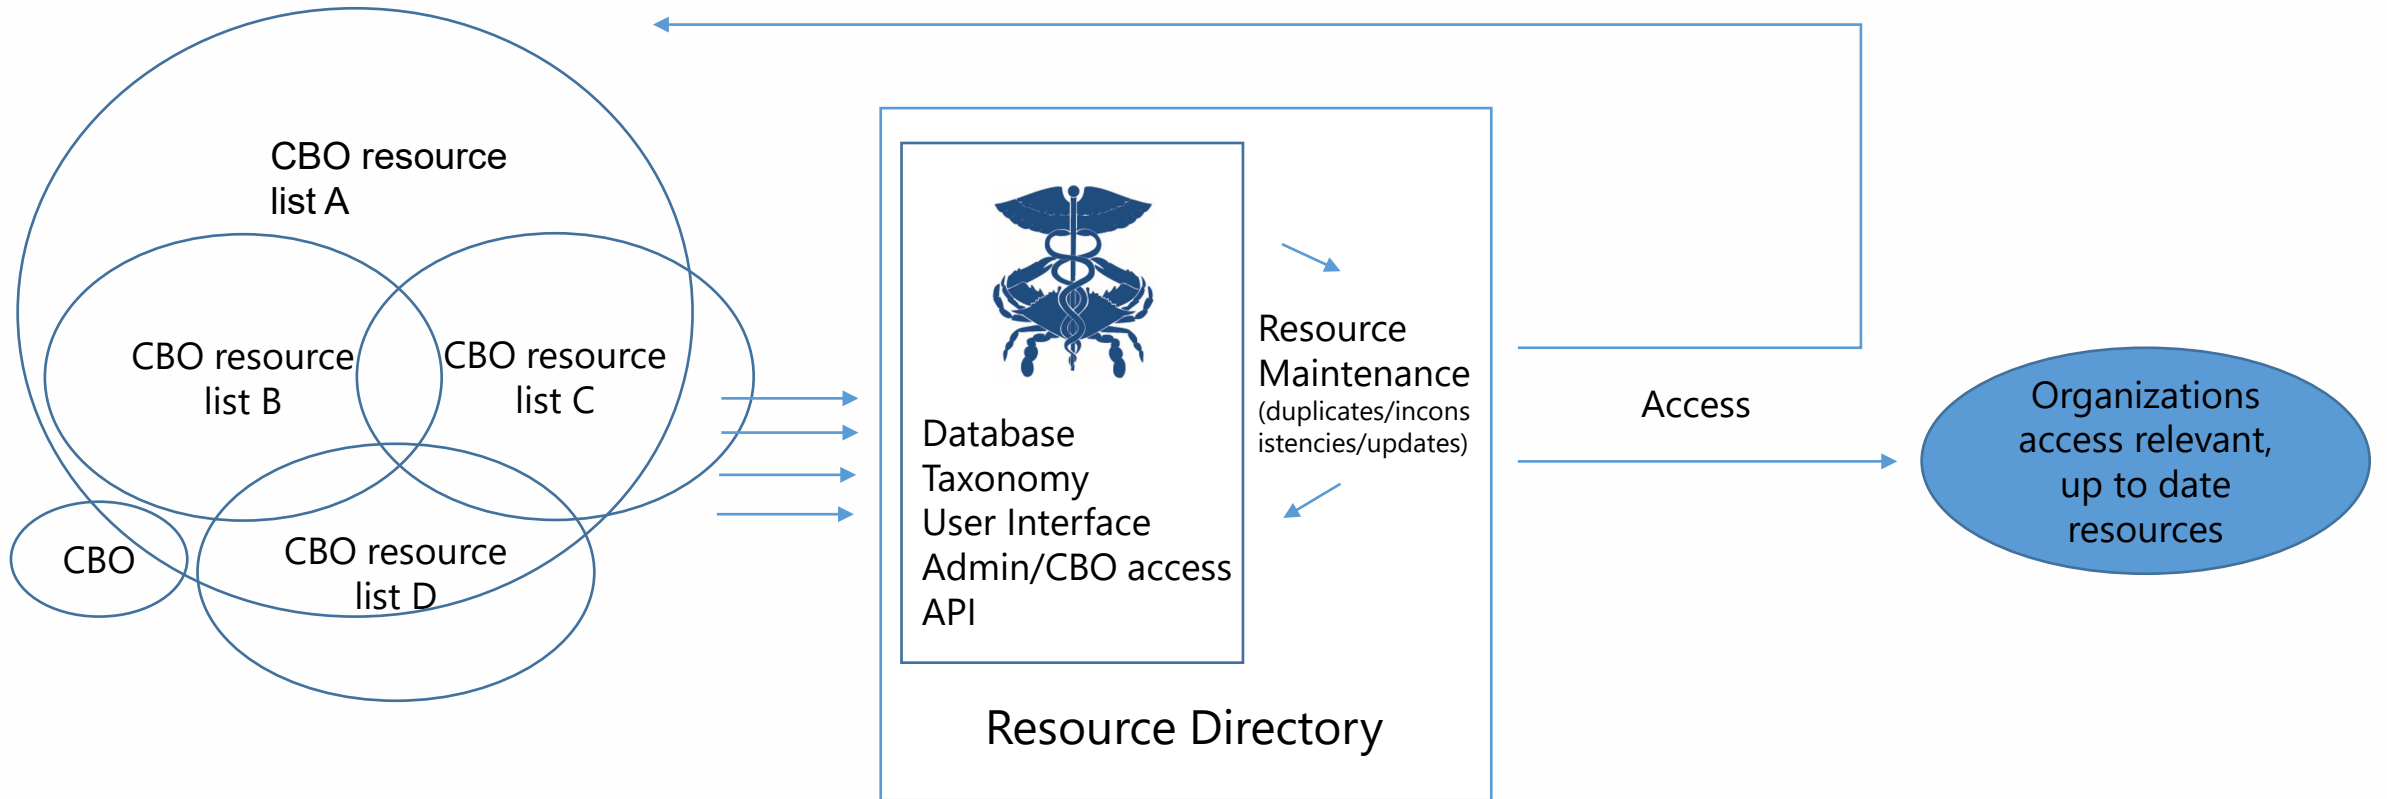 CBO resource
list A
CBO resource
list B
CBO resource
list C
CBO
CBO resource
list D
Database
Taxonomy
User Interface
Admin/CBO access
API
Resource
Maintenance
(duplicates/incons
istencies/updates)
Resource Directory
Access
Organizations
access relevant,
up to date
resources